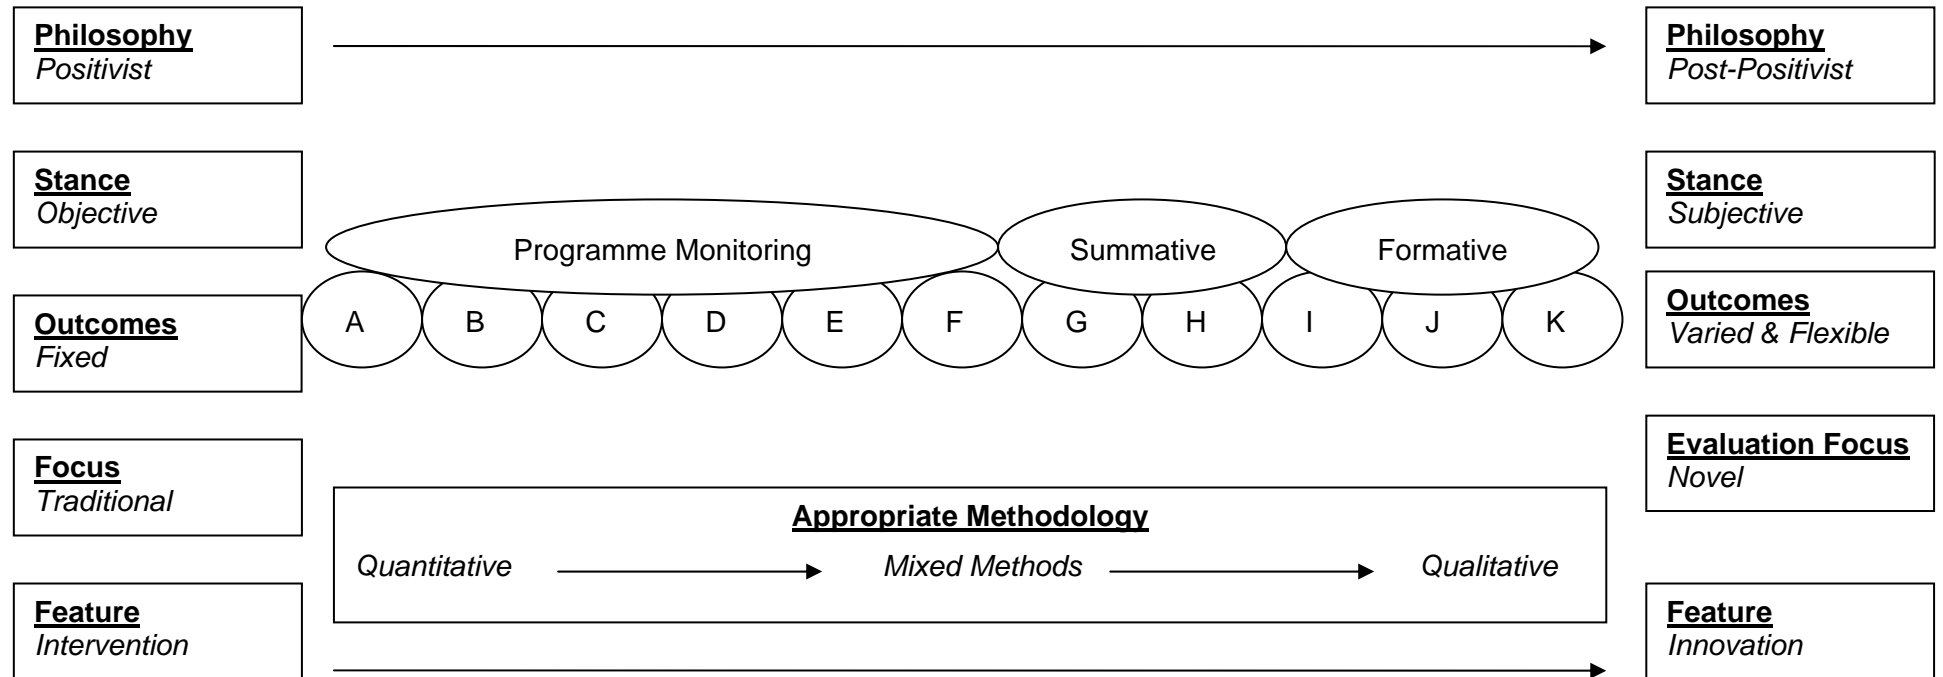 Philosophy
Positivist
Philosophy
Post-Positivist
Stance
Objective
Stance
Subjective
Programme Monitoring
Summative
Formative
Outcomes
Fixed
A B C D E F G H I J K
Outcomes
Varied & Flexible
Focus
Traditional
Evaluation Focus
Novel
Appropriate Methodology
Quantitative Mixed Methods Qualitative
Feature
Intervention
Feature
Innovation